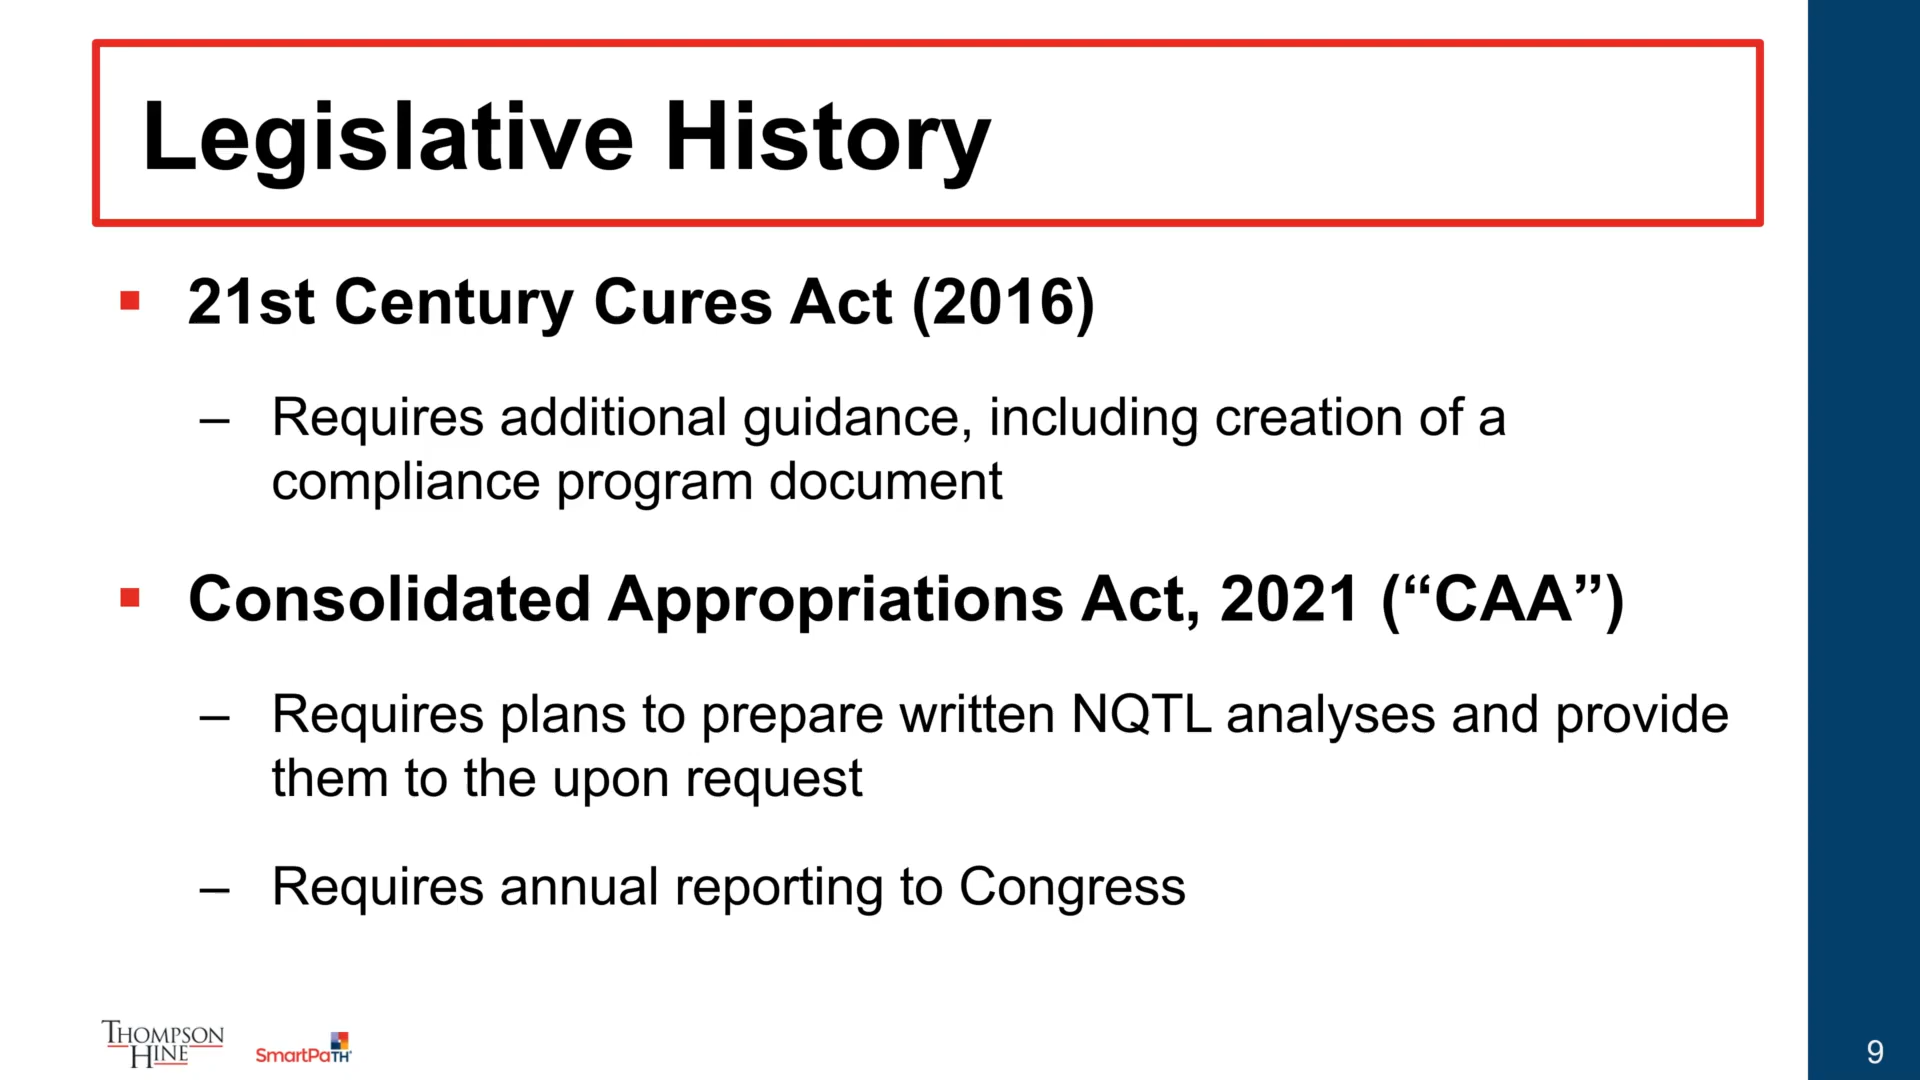 Legislative History
▪ 21st Century Cures Act (2016)
– Requires additional guidance, including creation of a
compliance program document
▪ Consolidated Appropriations Act, 2021 (“CAA”)
– Requires plans to prepare written NQTL analyses and provide
them to the upon request
– Requires annual reporting to Congress
THOMPSON
HINE
SmartPaTH
9